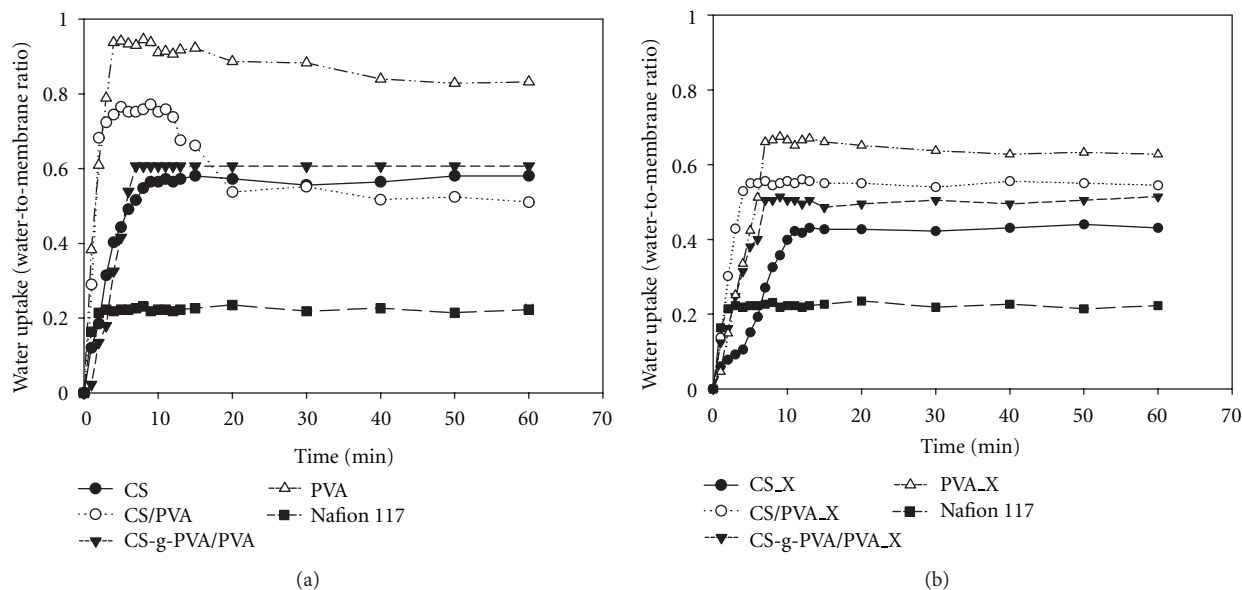 Water uptake (water-to-membrane ratio)
1
0.8
0.6
0.4
0.2
0
0
10
20
30
40
50
60
70
Time (min)
CS
PVA
CS/PVA
Nafion 117
CS-g-PVA/PVA
(a)
Water uptake (water-to-membrane ratio)
1
0.8
0.6
0.4
0.2
0
0
10
20
30
40
50
60
70
Time (min)
CS_X
PVA_X
CS/PVA_X
Nafion 117
CS-g-PVA/PVA_X
(b)